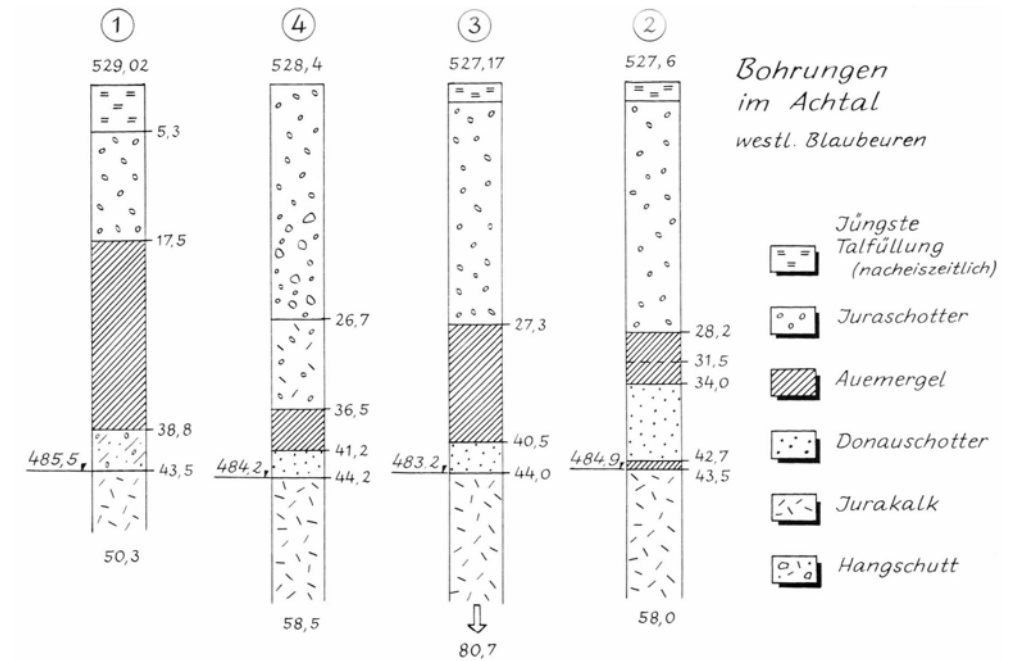 1
4
3
2
529,02
528,4
527,17
527,6
Bohrungen
im Achtal
westl. Blaubeuren
5,3
17,5
38,8
485,5
43,5
50,3
26,7
36,5
41,2
484,2
44,2
58,5
27,3
40,5
483.2
44,0
80,7
28,2
31,5
34,0
42,7
484.9
43,5
58,0
Jüngste
Talfüllung
(nacheiszeitlich)
Juraschotter
Auemergel
Donauschotter
Jurakalk
Hangschutt